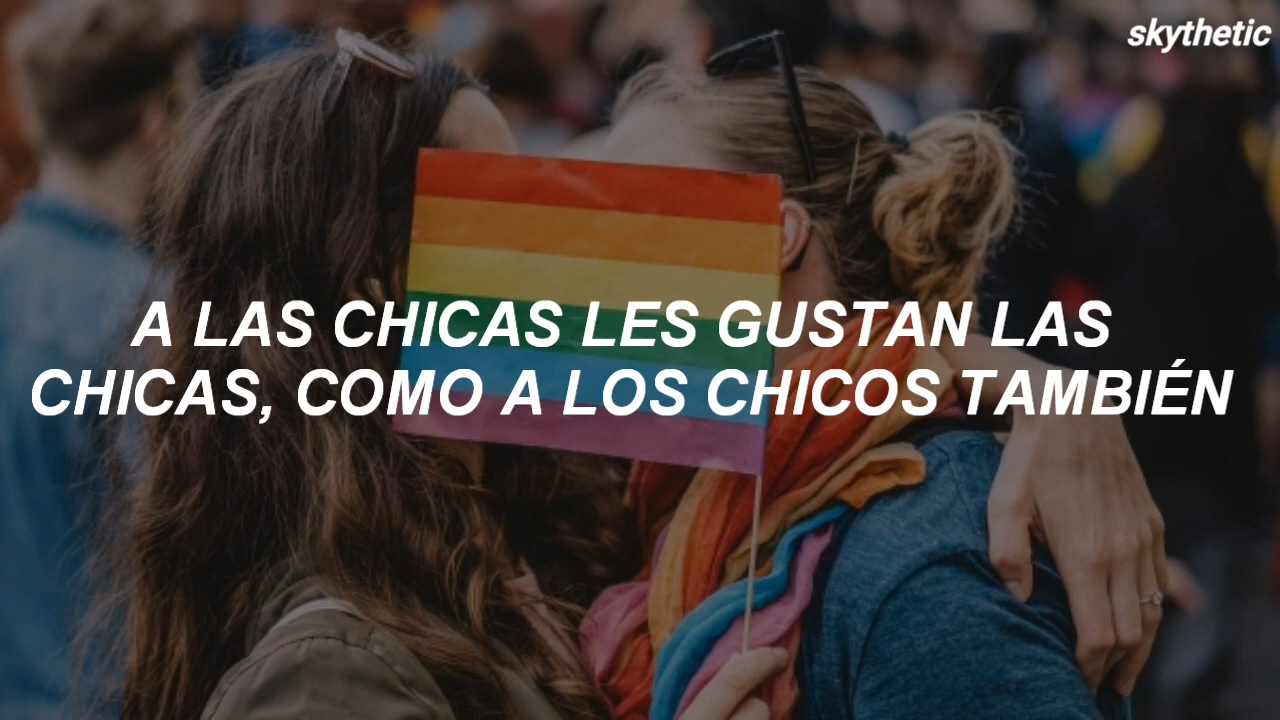 skythetic
A LAS CHICAS LES GUSTAN LAS
CHICAS, COMO A LOS CHICOS TAMBIÉN